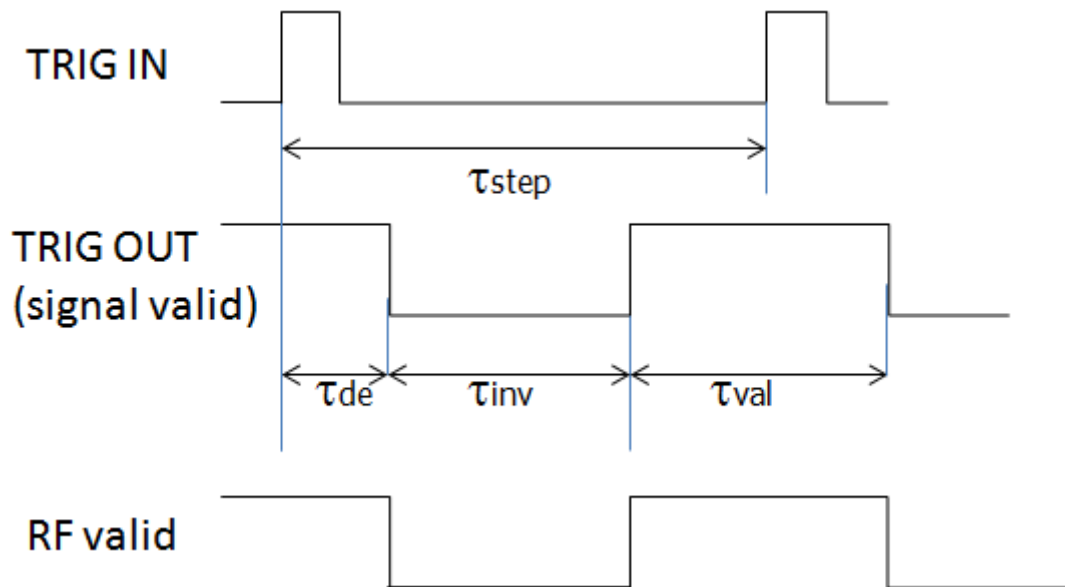 TRIG IN
τstep
TRIG OUT
(signal valid)
τde
τinv
τval
RF valid